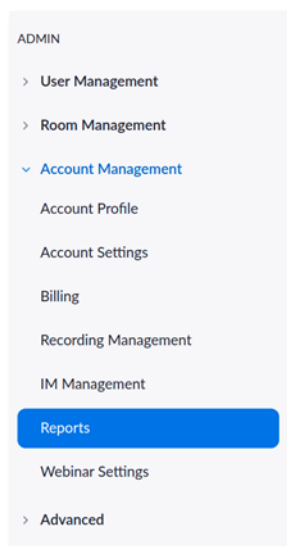 ADMIN
User Management
Room Management
Account Management
Account Profile
Account Settings
Billing
Recording Management
IM Management
Reports
Webinar Settings
Advanced